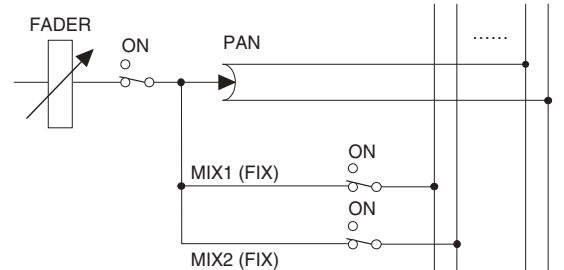 FADER
ON
PAN
......
MIX1 (FIX)
ON
ON
MIX2 (FIX)